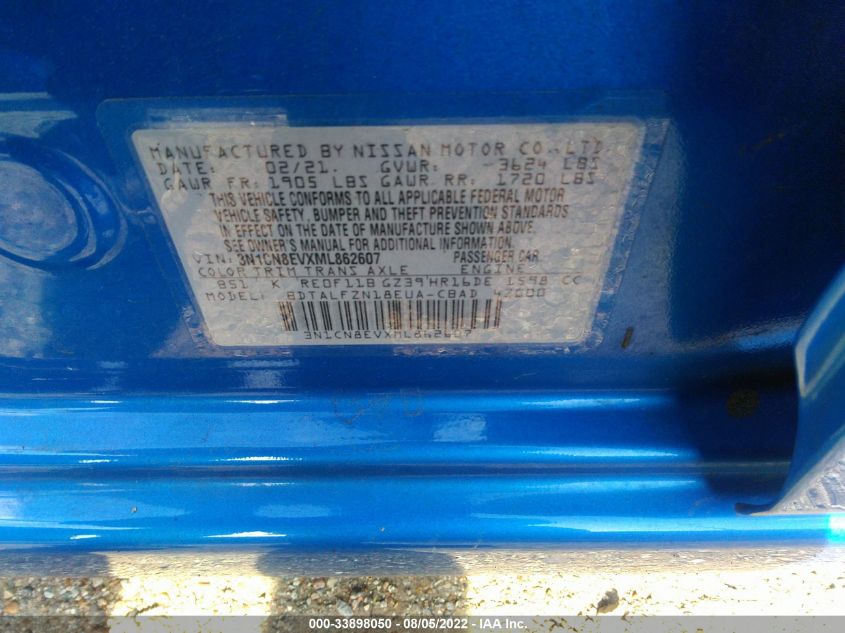 MANUFACTURED BY NISSAN MOTOR CO.,LTD.
DATE: 02/21. GVWR: 3624 LBS
GAWR FR: 1905 LBS GAWR RR: 1720 LBS
THIS VEHICLE CONFORMS TO ALL APPLICABLE FEDERAL MOTOR
VEHICLE SAFETY, BUMPER AND THEFT PREVENTION STANDARDS
IN EFFECT ON THE DATE OF MANUFACTURE SHOWN ABOVE.
SEE OWNER'S MANUAL FOR ADDITIONAL INFORMATION.
VIN: 3N1CN8EVXML862607 PASSENGER CAR
COLOR TRIM TRANS AXLE ENGINE
B51 K RE0F11B GZ39 HR16DE 1598 CC
MODEL: BDTALFZN18EUA-CBAD 47000
3N1CN8EVXML862607
000-33898050 - 08/05/2022 - IAA Inc.